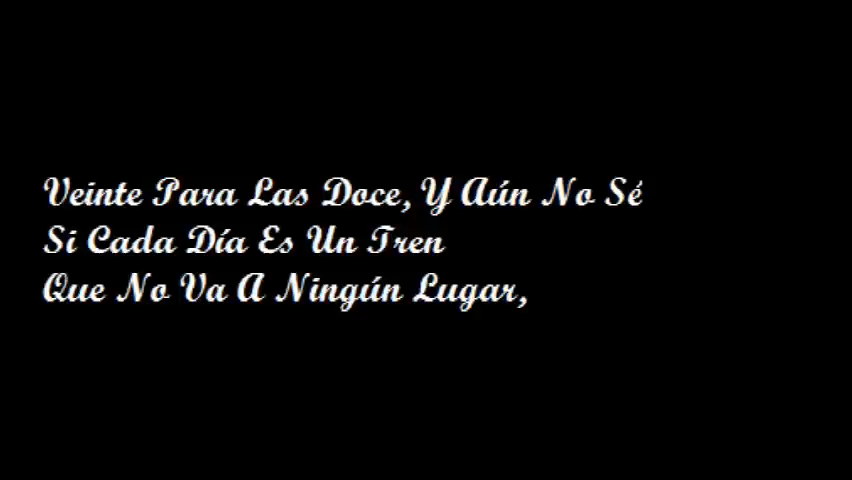 Veinte Para Las Doce, Y Aún No Sé
Si Cada Día Es Un Tren
Que No Va A Ningún Lugar,